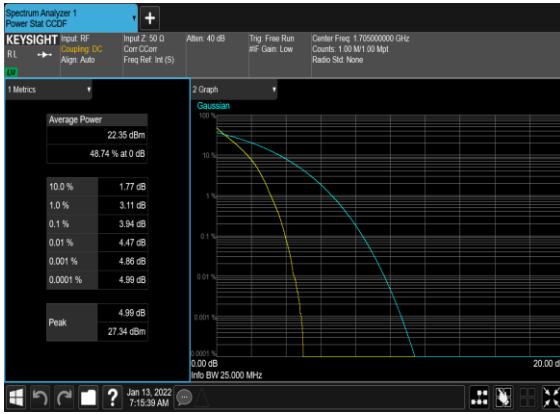 Spectrum Analyzer 1
Power Stat CCDF
+
KEYSIGHT
RL
Input: RF
Coupling: DC
Align: Auto
Input Z: 50 Ω
Corr CCorr
Freq Ref: Int (S)
Atten: 40 dB
Trig: Free Run
#IF Gain: Low
Center Freq: 1.705000000 GHz
Counts: 1.00 M/1.00 Mpt
Radio Std: None
1 Metrics
Average Power
22.35 dBm
48.74 % at 0 dB
10.0 % 1.77 dB
1.0 % 3.11 dB
0.1 % 3.94 dB
0.01 % 4.47 dB
0.001 % 4.86 dB
0.0001 % 4.99 dB
Peak 4.99 dB
27.34 dBm
2 Graph
Gaussian
100 %
10 %
1 %
0.1 %
0.01 %
0.001 %
0.0001 %
0.00 dB
20.00 d
Info BW 25.000 MHz
?
Jan 13, 2022
7:15:39 AM